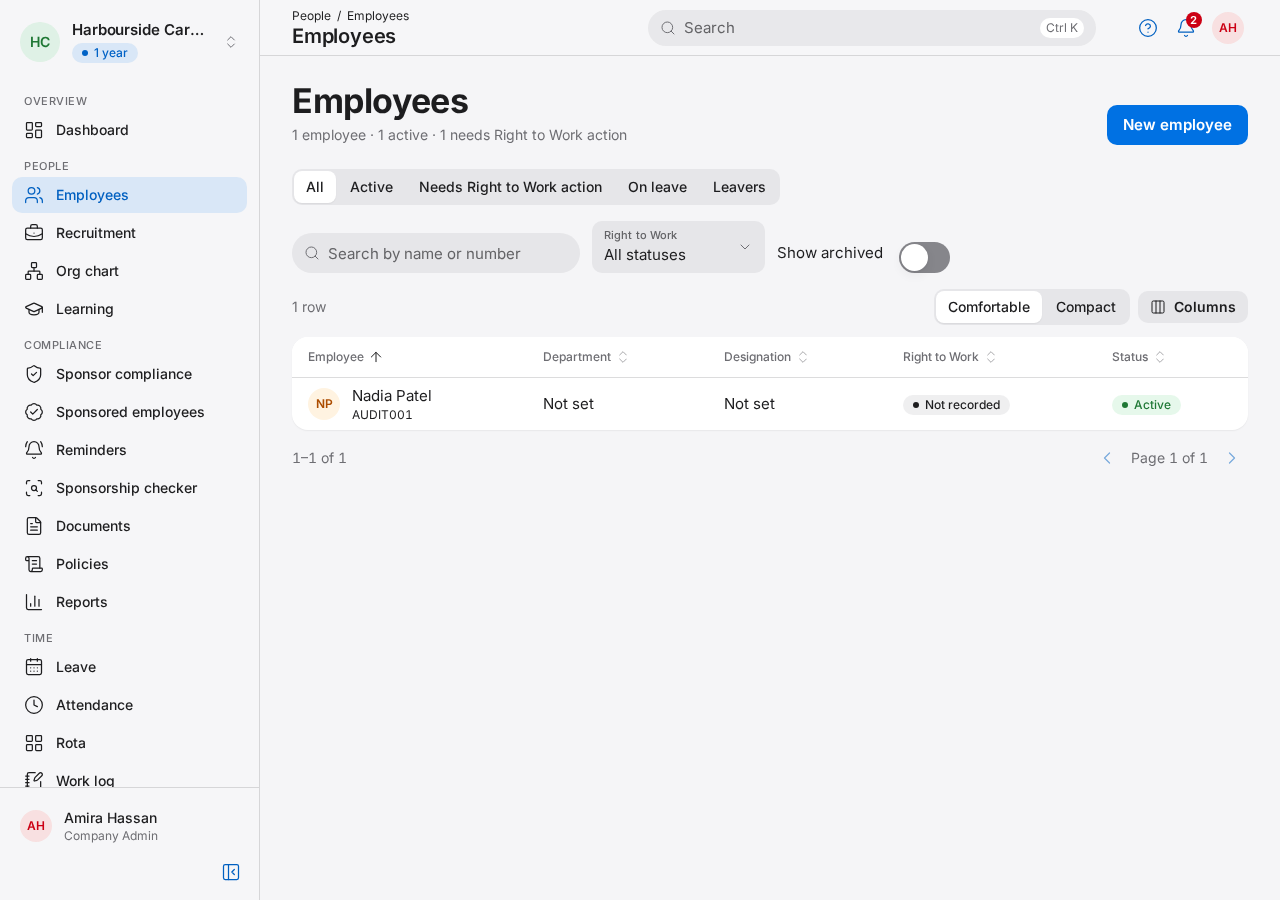 HC
Harbourside Car...
1 year
OVERVIEW
Dashboard
PEOPLE
Employees
Recruitment
Org chart
Learning
COMPLIANCE
Sponsor compliance
Sponsored employees
Reminders
Sponsorship checker
Documents
Policies
Reports
TIME
Leave
Attendance
Rota
Work log
AH
Amira Hassan
Company Admin
People / Employees
Employees
Search
Ctrl K
2
AH
Employees
1 employee · 1 active · 1 needs Right to Work action
New employee
All Active Needs Right to Work action On leave Leavers
Search by name or number
Right to Work
All statuses
Show archived
1 row
Comfortable Compact
Columns
Employee Department Designation Right to Work Status
NP
Nadia Patel
AUDIT001
Not set
Not set
Not recorded
Active
1–1 of 1
Page 1 of 1